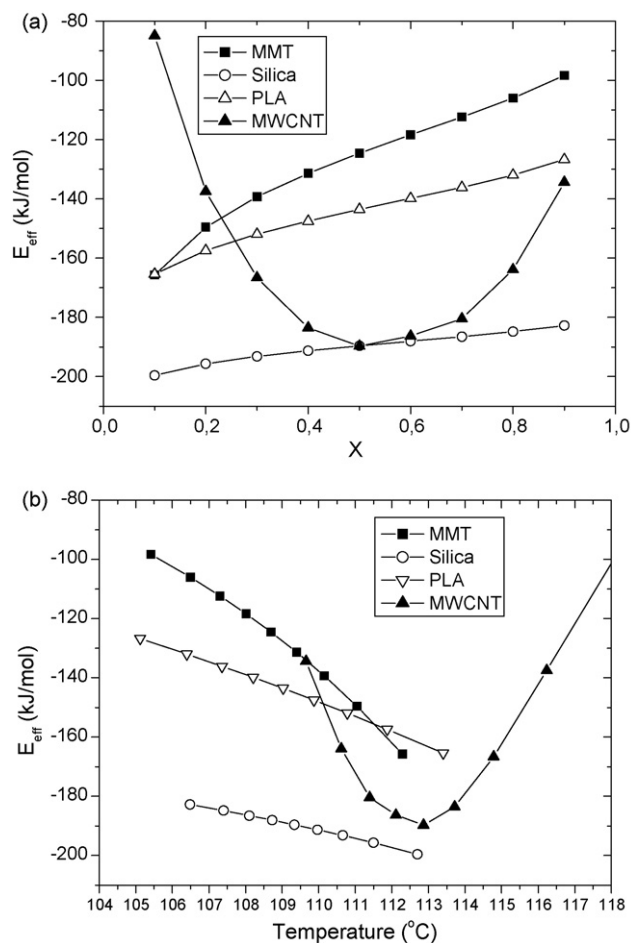 (a)
-80
-100
-120
-140
-160
-180
-200
E_eff (kJ/mol)
MMT
Silica
PLA
MWCNT
0,0 0,2 0,4 0,6 0,8 1,0
X
(b)
-80
-100
-120
-140
-160
-180
-200
E_eff (kJ/mol)
MMT
Silica
PLA
MWCNT
104 105 106 107 108 109 110 111 112 113 114 115 116 117 118
Temperature (°C)